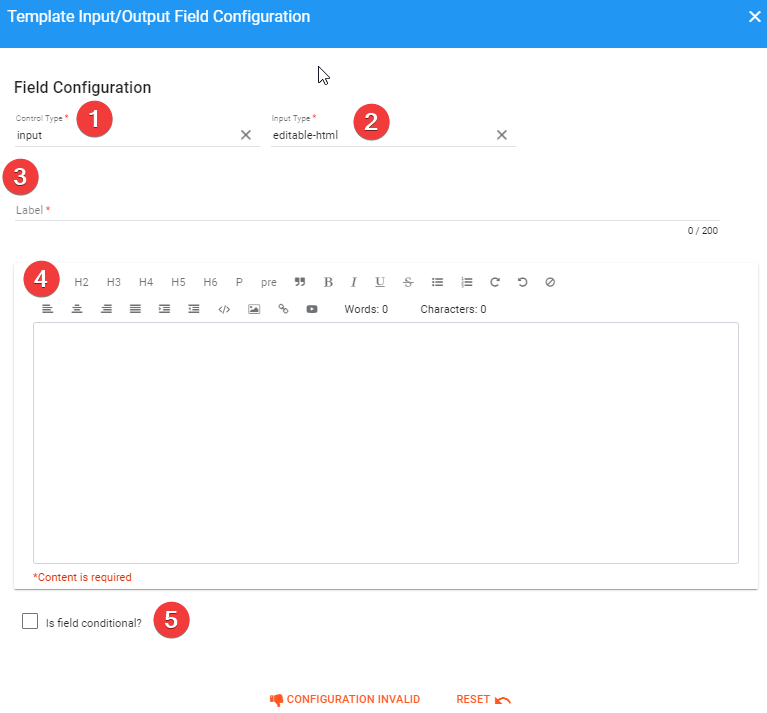 Template Input/Output Field Configuration
Field Configuration
Control Type * 1
Input Type * 2
input
editable-html
3
Label *
0 / 200
4 H2 H3 H4 H5 H6 P pre B I U S
Words: 0 Characters: 0
*Content is required
Is field conditional? 5
CONFIGURATION INVALID RESET